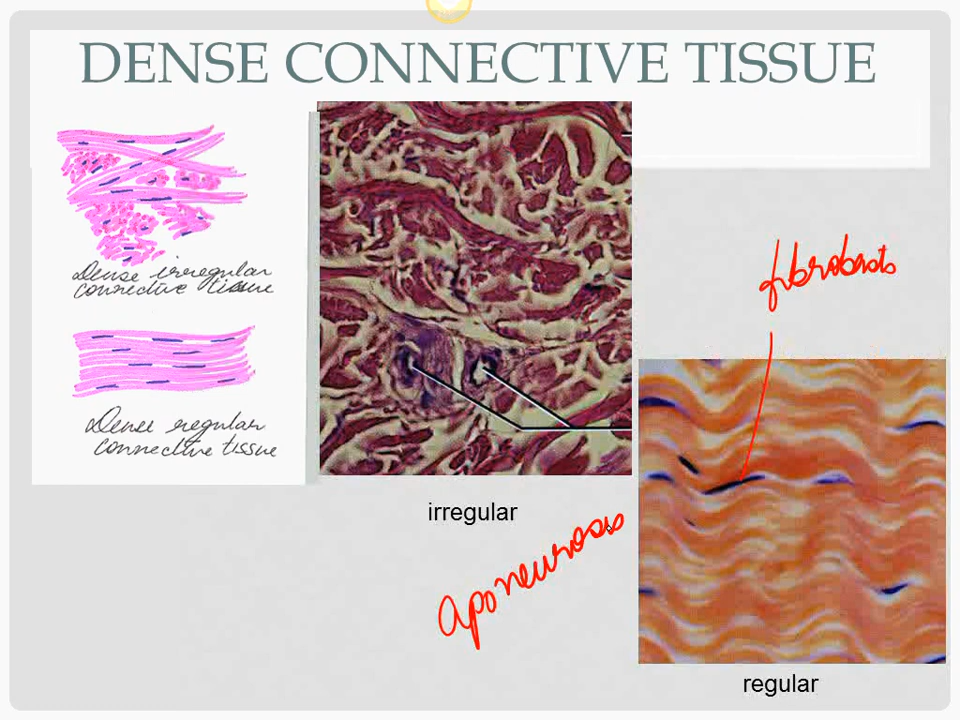 DENSE CONNECTIVE TISSUE
Dense irregular
connective tissue
Dense regular
connective tissue
irregular
fibroblasts
aponeurosis
regular